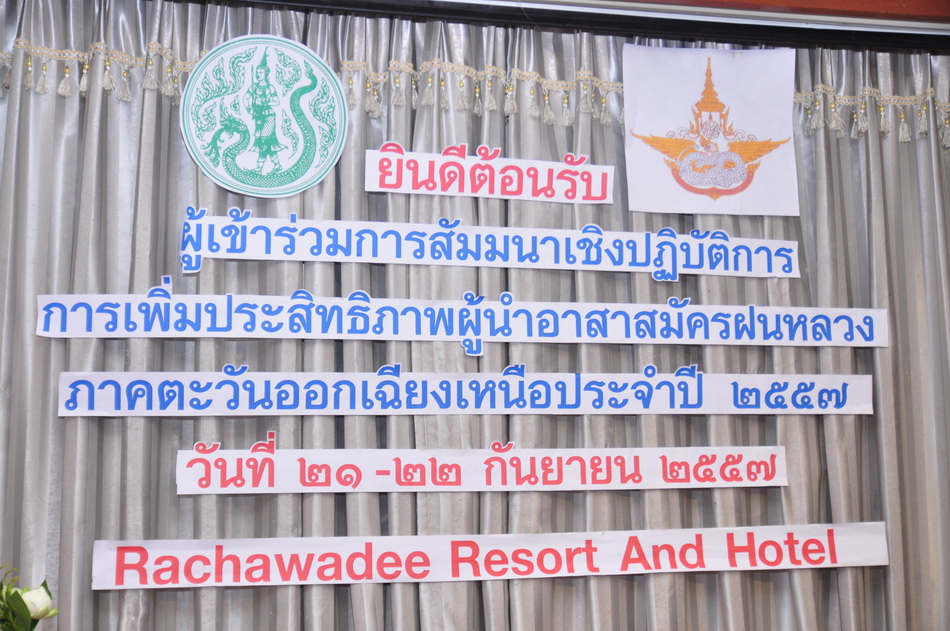 ยินดีต้อนรับ
ผู้เข้าร่วมการสัมมนาเชิงปฏิบัติการ
การเพิ่มประสิทธิภาพผู้นำอาสาสมัครฝนหลวง
ภาคตะวันออกเฉียงเหนือประจำปี ๒๕๕๗
วันที่ ๒๑ -๒๒ กันยายน ๒๕๕๗
Rachawadee Resort And Hotel